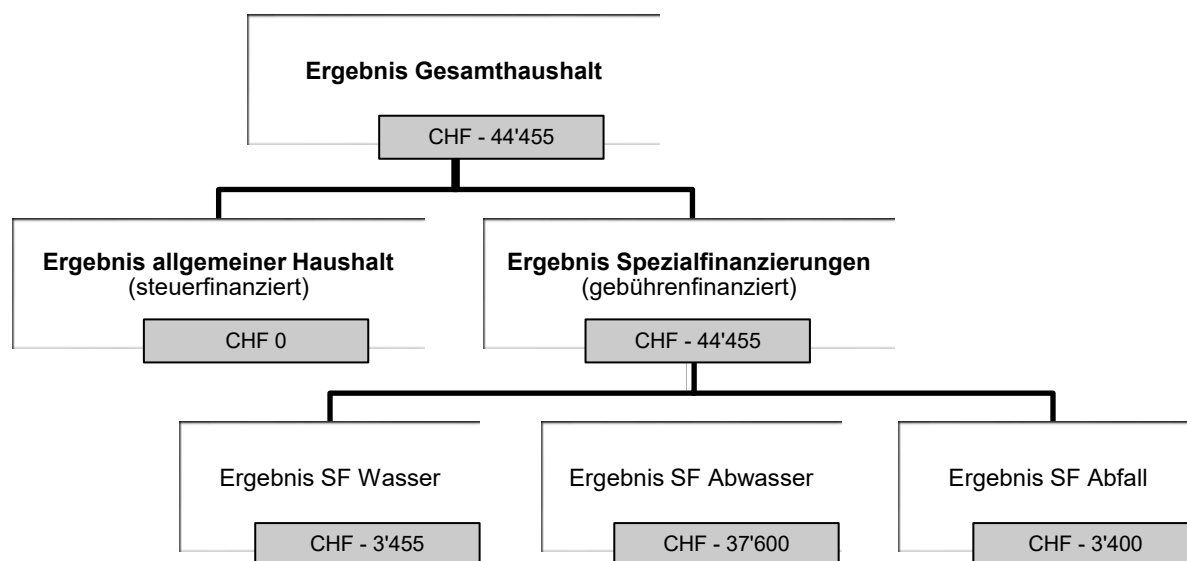 Ergebnis Gesamthaushalt
CHF - 44'455
Ergebnis allgemeiner Haushalt
(steuerfinanziert)
CHF 0
Ergebnis Spezialfinanzierungen
(gebührenfinanziert)
CHF - 44'455
Ergebnis SF Wasser
CHF - 3'455
Ergebnis SF Abwasser
CHF - 37'600
Ergebnis SF Abfall
CHF - 3'400